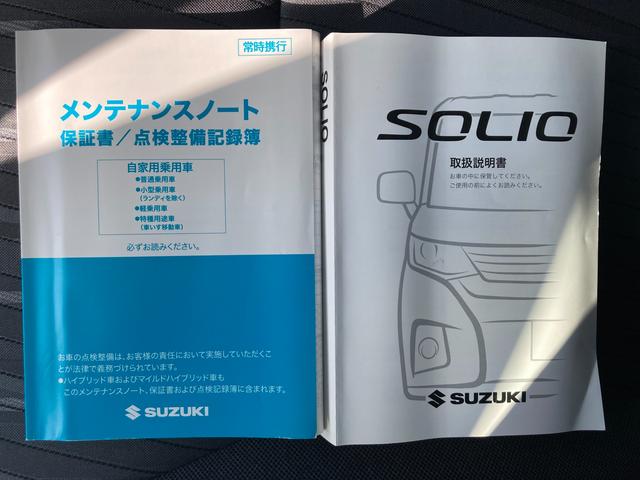 常時携行
メンテナンスノート
保証書／点検整備記録簿
自家用乗用車
●普通乗用車
●小型乗用車
(ランディを除く)
●軽乗用車
●特種用途車
(車いす移動車)
必ずお読みください。
お車の点検整備は、お客様の責任において実施していただくこ
とが法律で義務づけられています。
●ハイブリッド車およびマイルドハイブリッド車も
このメンテナンスノート、保証書および点検記録簿に含まれます。
SUZUKI
SOLIO
SOLIO
取扱説明書
お車の中に保管してください。
ご使用の前によくお読みください。
SUZUKI